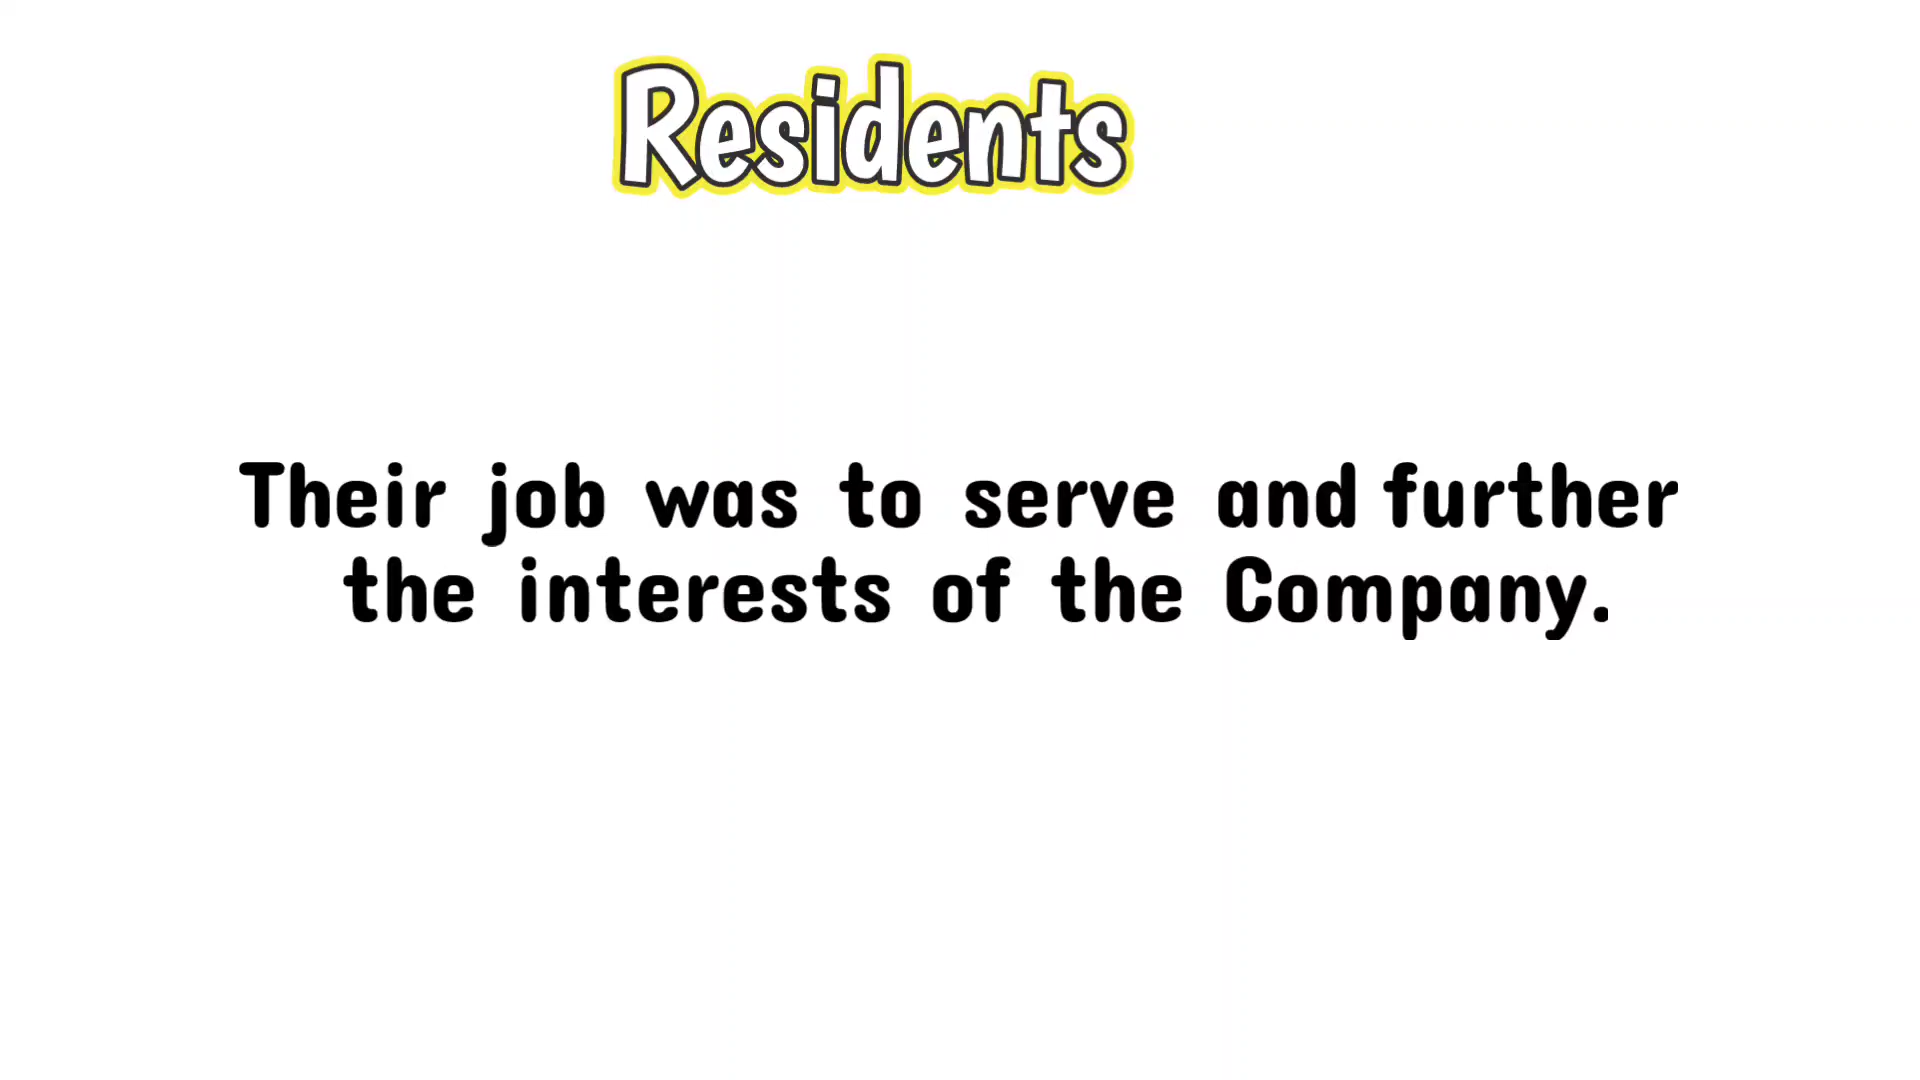 Residents
Their job was to serve and further
the interests of the Company.